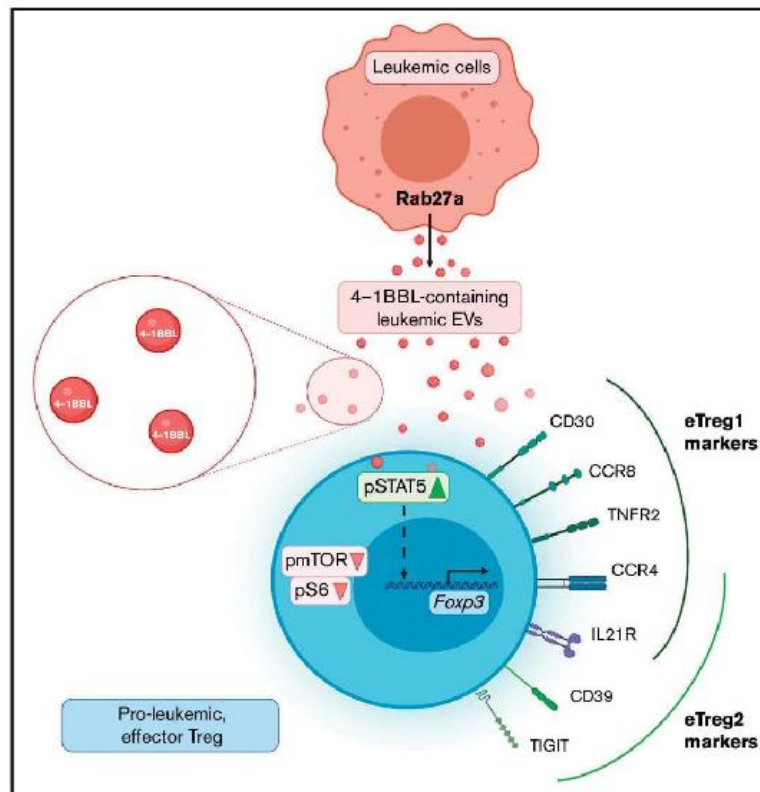 Leukemic cells
Rab27a
4–1BBL-containing
leukemic EVs
4–1BBL
4–1BBL
4–1BBL
CD30
CCR8
TNFR2
CCR4
IL21R
CD39
TIGIT
eTreg1
markers
eTreg2
markers
pSTAT5
pmTOR
pS6
Foxp3
Pro-leukemic,
effector Treg